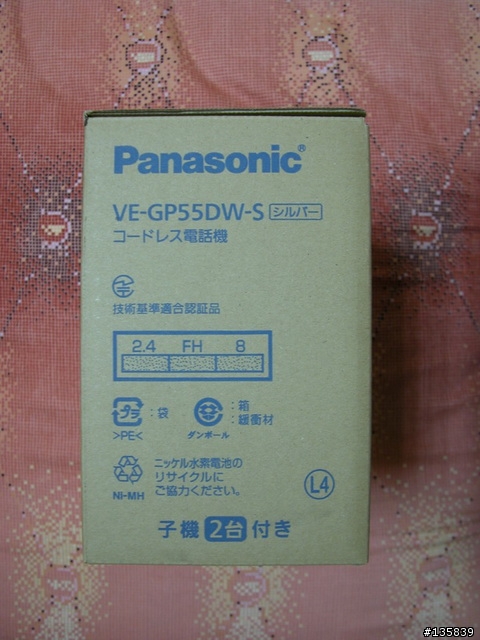 Panasonic®
VE-GP55DW-S シルバー
コードレス電話機
技術基準適合認証品
2.4 FH 8
プラ :袋 :箱
:緩衝材
>PE< ダンボール
ニッケル水素電池の
リサイクルに
Ni-MH ご協力ください。
L4
子機2台付き
#135839